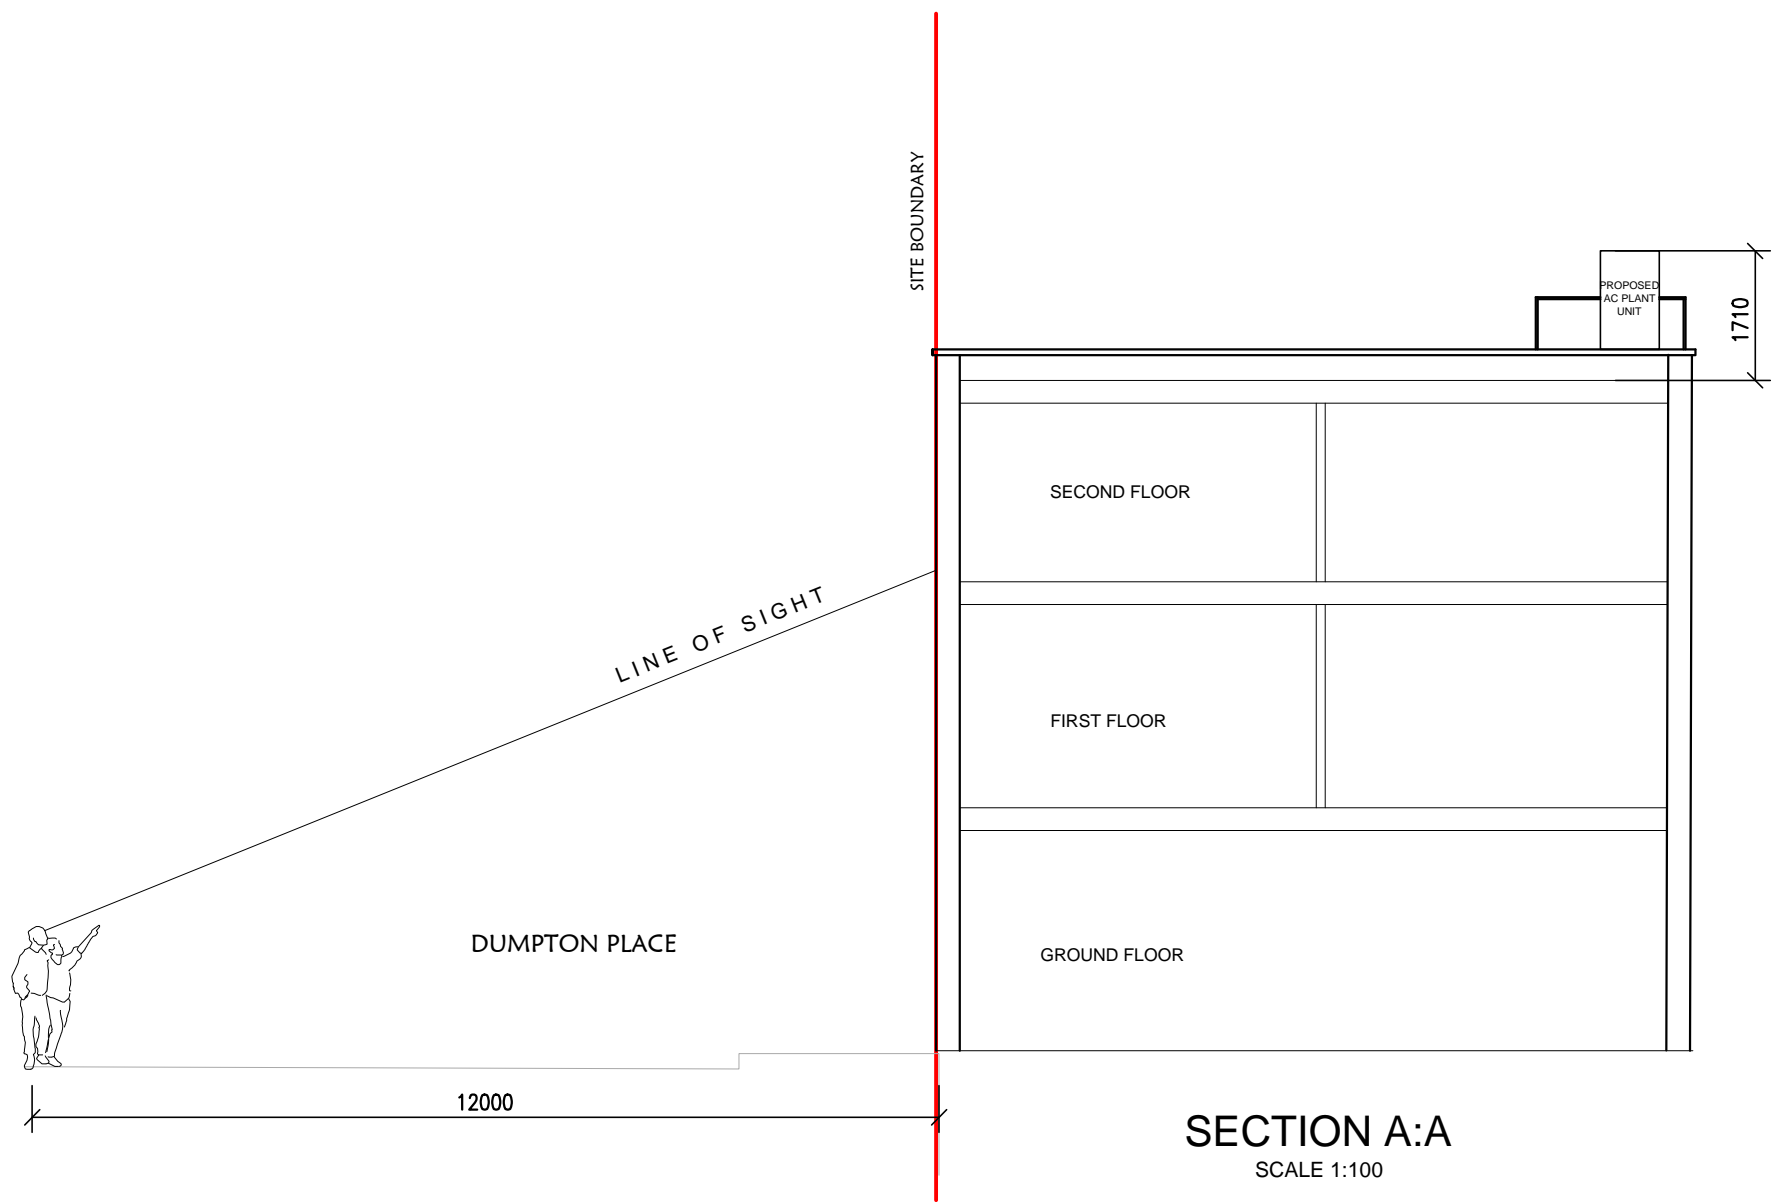 SITE BOUNDARY
PROPOSED
AC PLANT
UNIT
1710
SECOND FLOOR
LINE OF SIGHT
FIRST FLOOR
DUMPTON PLACE
GROUND FLOOR
12000
SECTION A:A
SCALE 1:100